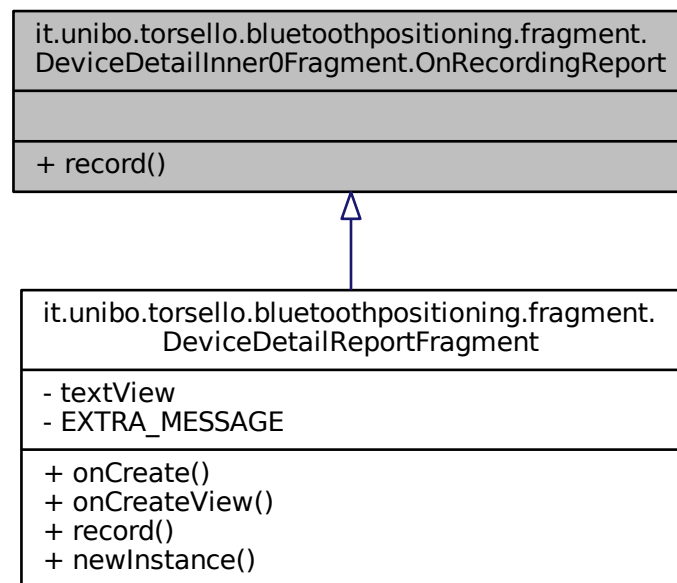 it.unibo.torsello.bluetoothpositioning.fragment.
DeviceDetailInner0Fragment.OnRecordingReport
+ record()
it.unibo.torsello.bluetoothpositioning.fragment.
DeviceDetailReportFragment
- textView
- EXTRA_MESSAGE
+ onCreate()
+ onCreateView()
+ record()
+ newInstance()